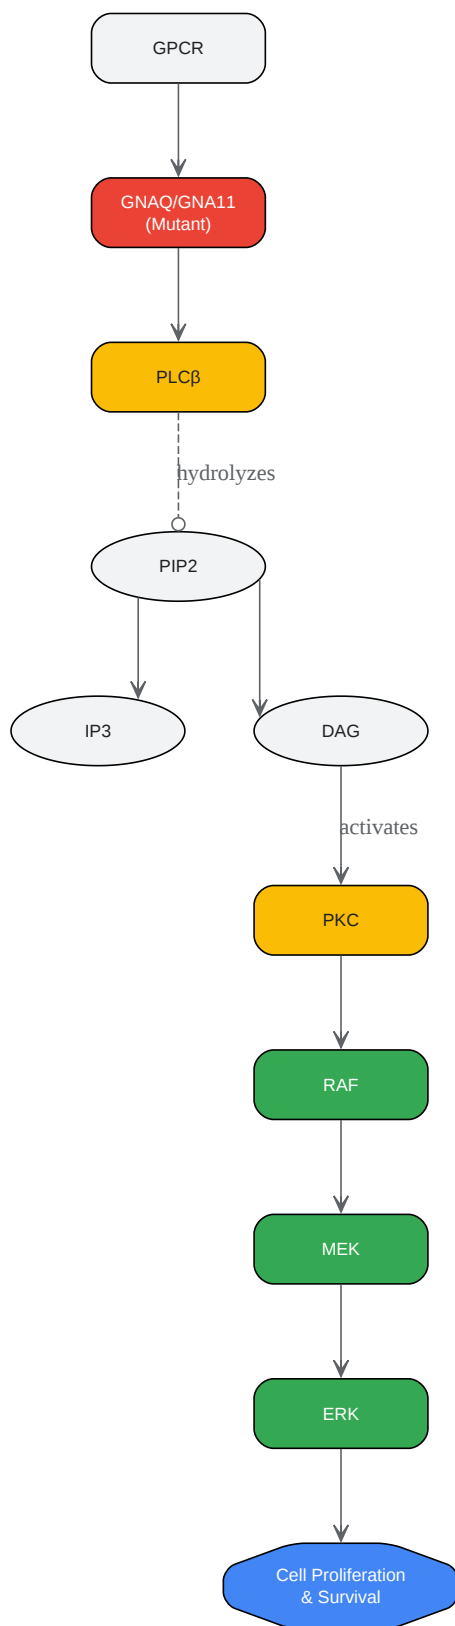 GPCR
GNAQ/GNA11
(Mutant)
PLCβ
hydrolyzes
PIP2
IP3
DAG
activates
PKC
RAF
MEK
ERK
Cell Proliferation
& Survival